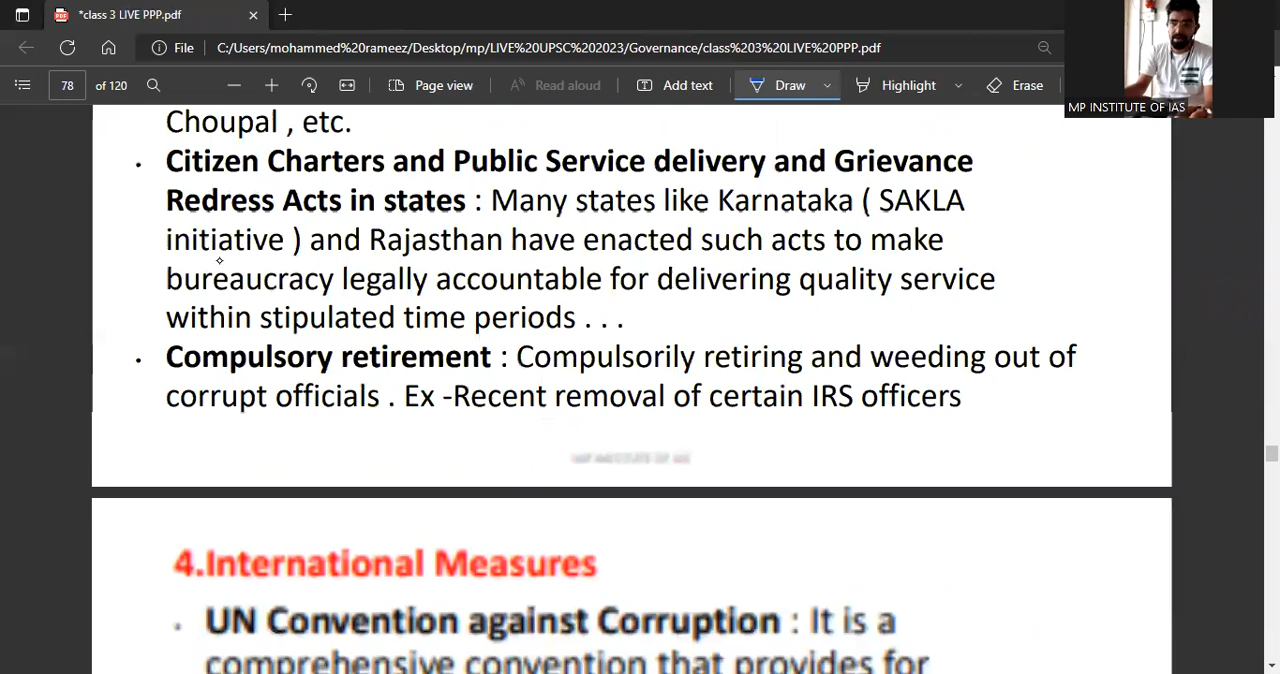 *class 3 LIVE PPP.pdf
File C:/Users/mohammed%20rameez/Desktop/mp/LIVE%20UPSC%202023/Governance/class%203%20LIVE%20PPP.pdf
78 of 120 Page view Read aloud Add text Draw Highlight Erase
MP INSTITUTE OF IAS
Choupal , etc.
• Citizen Charters and Public Service delivery and Grievance
Redress Acts in states : Many states like Karnataka ( SAKLA
initiative ) and Rajasthan have enacted such acts to make
bureaucracy legally accountable for delivering quality service
within stipulated time periods . . .
• Compulsory retirement : Compulsorily retiring and weeding out of
corrupt officials . Ex -Recent removal of certain IRS officers
MP INSTITUTE OF IAS
4.International Measures
• UN Convention against Corruption : It is a
comprehensive convention that provides for